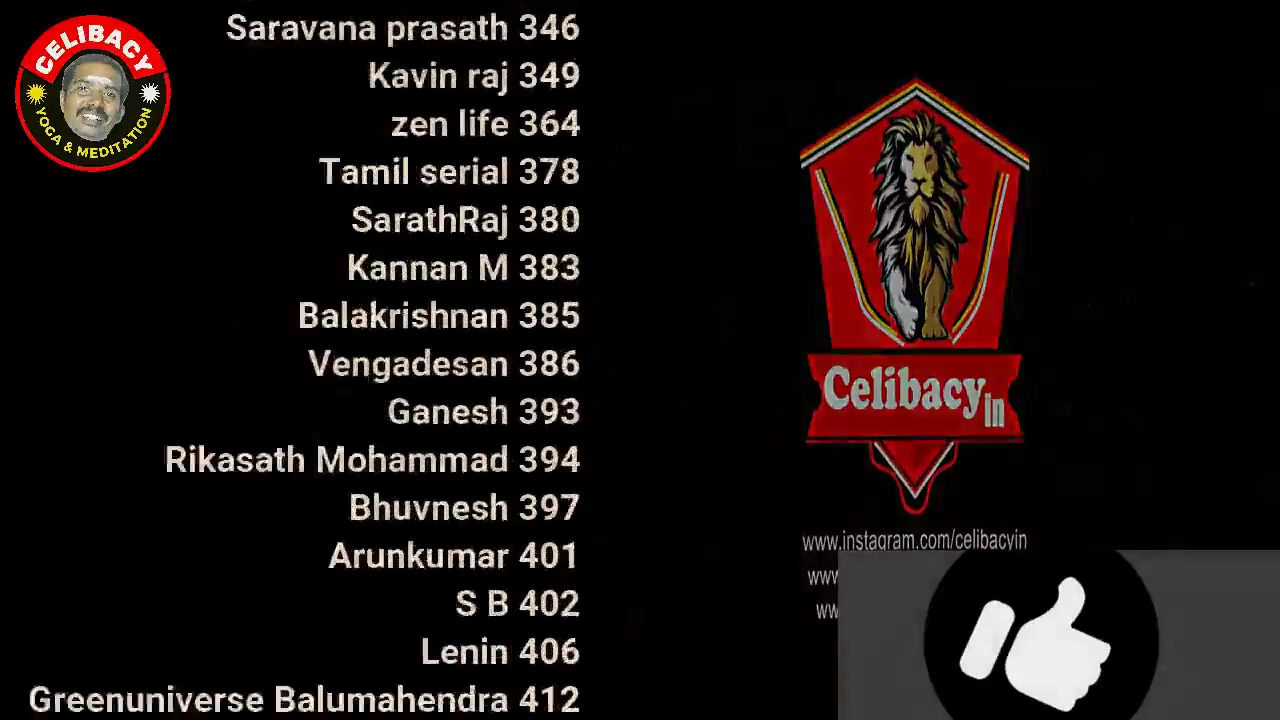 CELIBACY
YOGA & MEDITATION
Saravana prasath 346
Kavin raj 349
zen life 364
Tamil serial 378
SarathRaj 380
Kannan M 383
Balakrishnan 385
Vengadesan 386
Ganesh 393
Rikasath Mohammad 394
Bhuvnesh 397
Arunkumar 401
S B 402
Lenin 406
Greenuniverse Balumahendra 412
Celibacy in
www.instagram.com/celibacyin